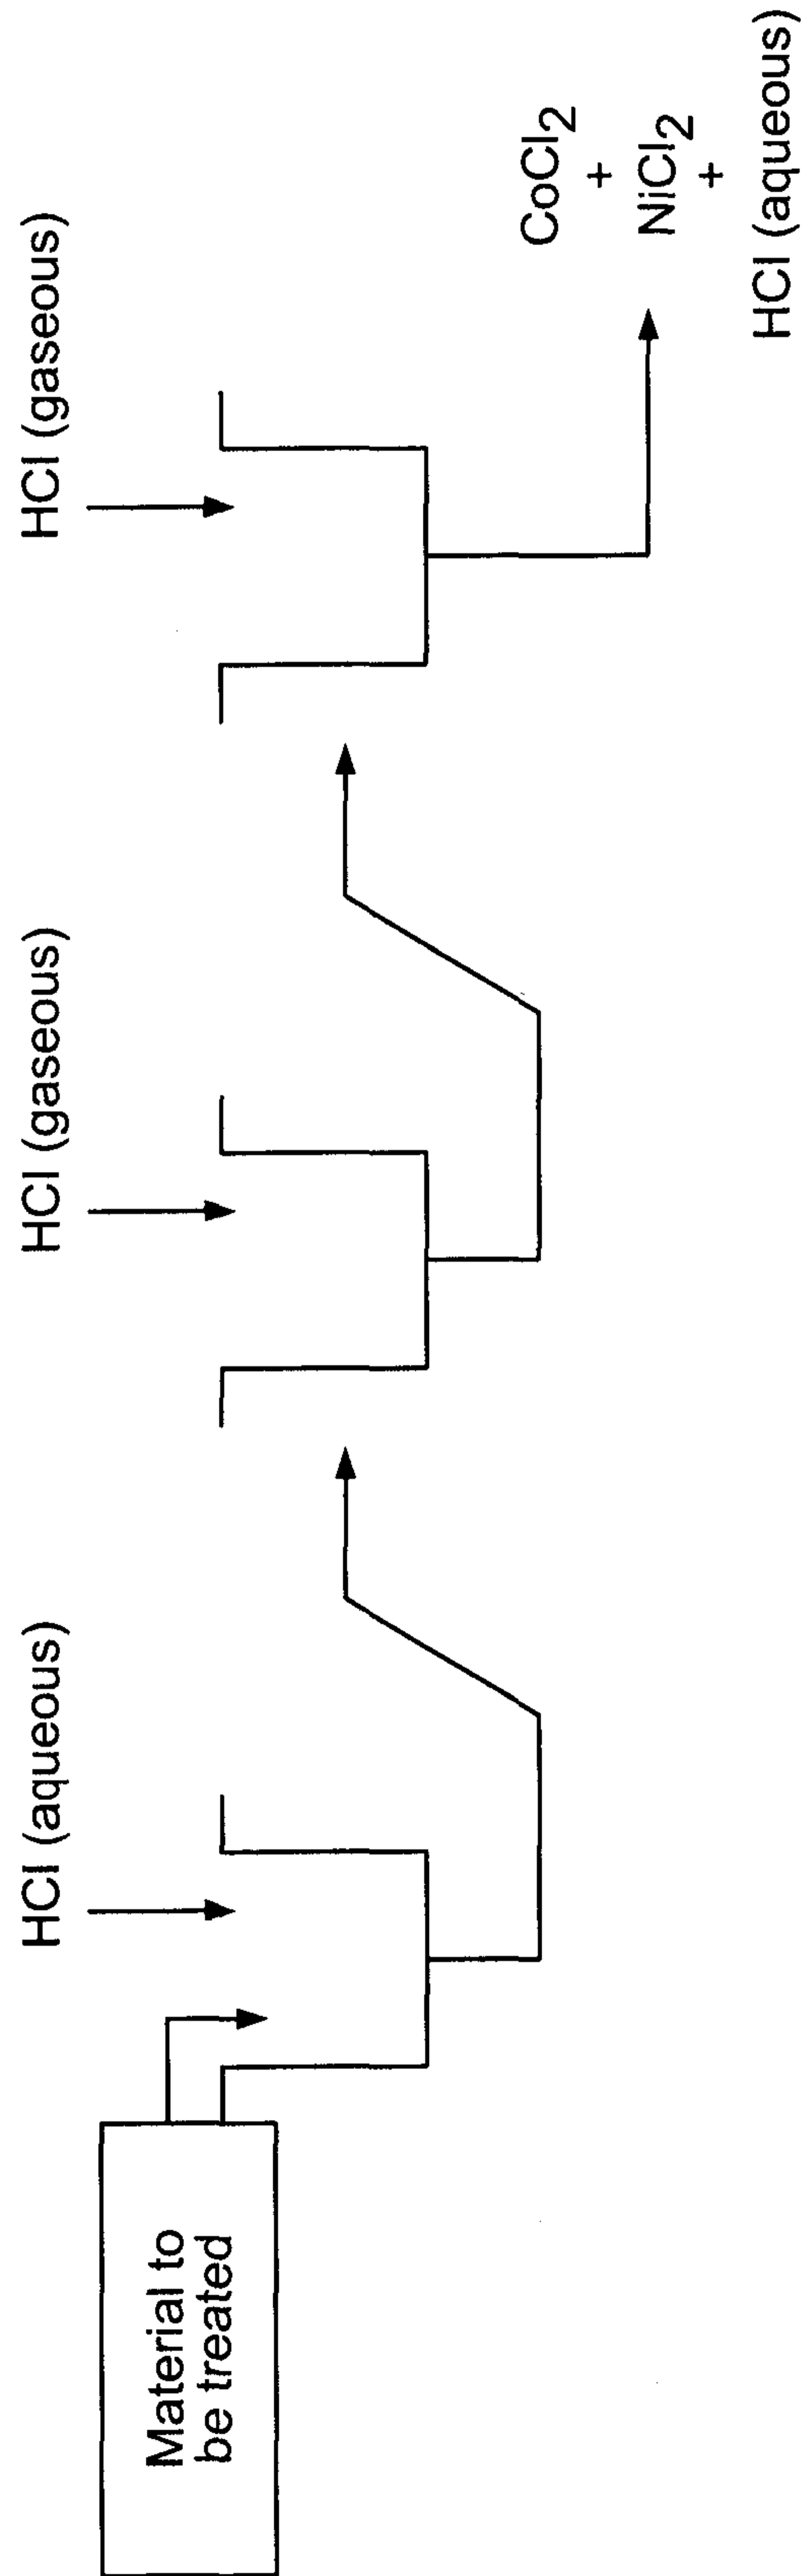 Material to
be treated
HCl (aqueous)
HCl (gaseous)
HCl (gaseous)
CoCl₂
+
NiCl₂
+
HCl (aqueous)